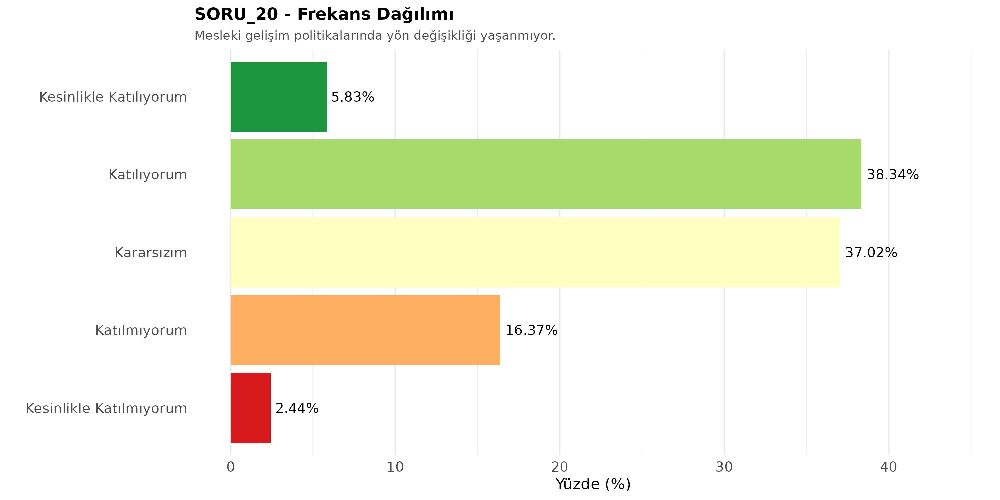 SORU_20 - Frekans Dağılımı
Mesleki gelişim politikalarında yön değişikliği yaşanmıyor.
Kesinlikle Katılıyorum 5.83%
Katılıyorum 38.34%
Kararsızım 37.02%
Katılmıyorum 16.37%
Kesinlikle Katılmıyorum 2.44%
0 10 20 30 40
Yüzde (%)